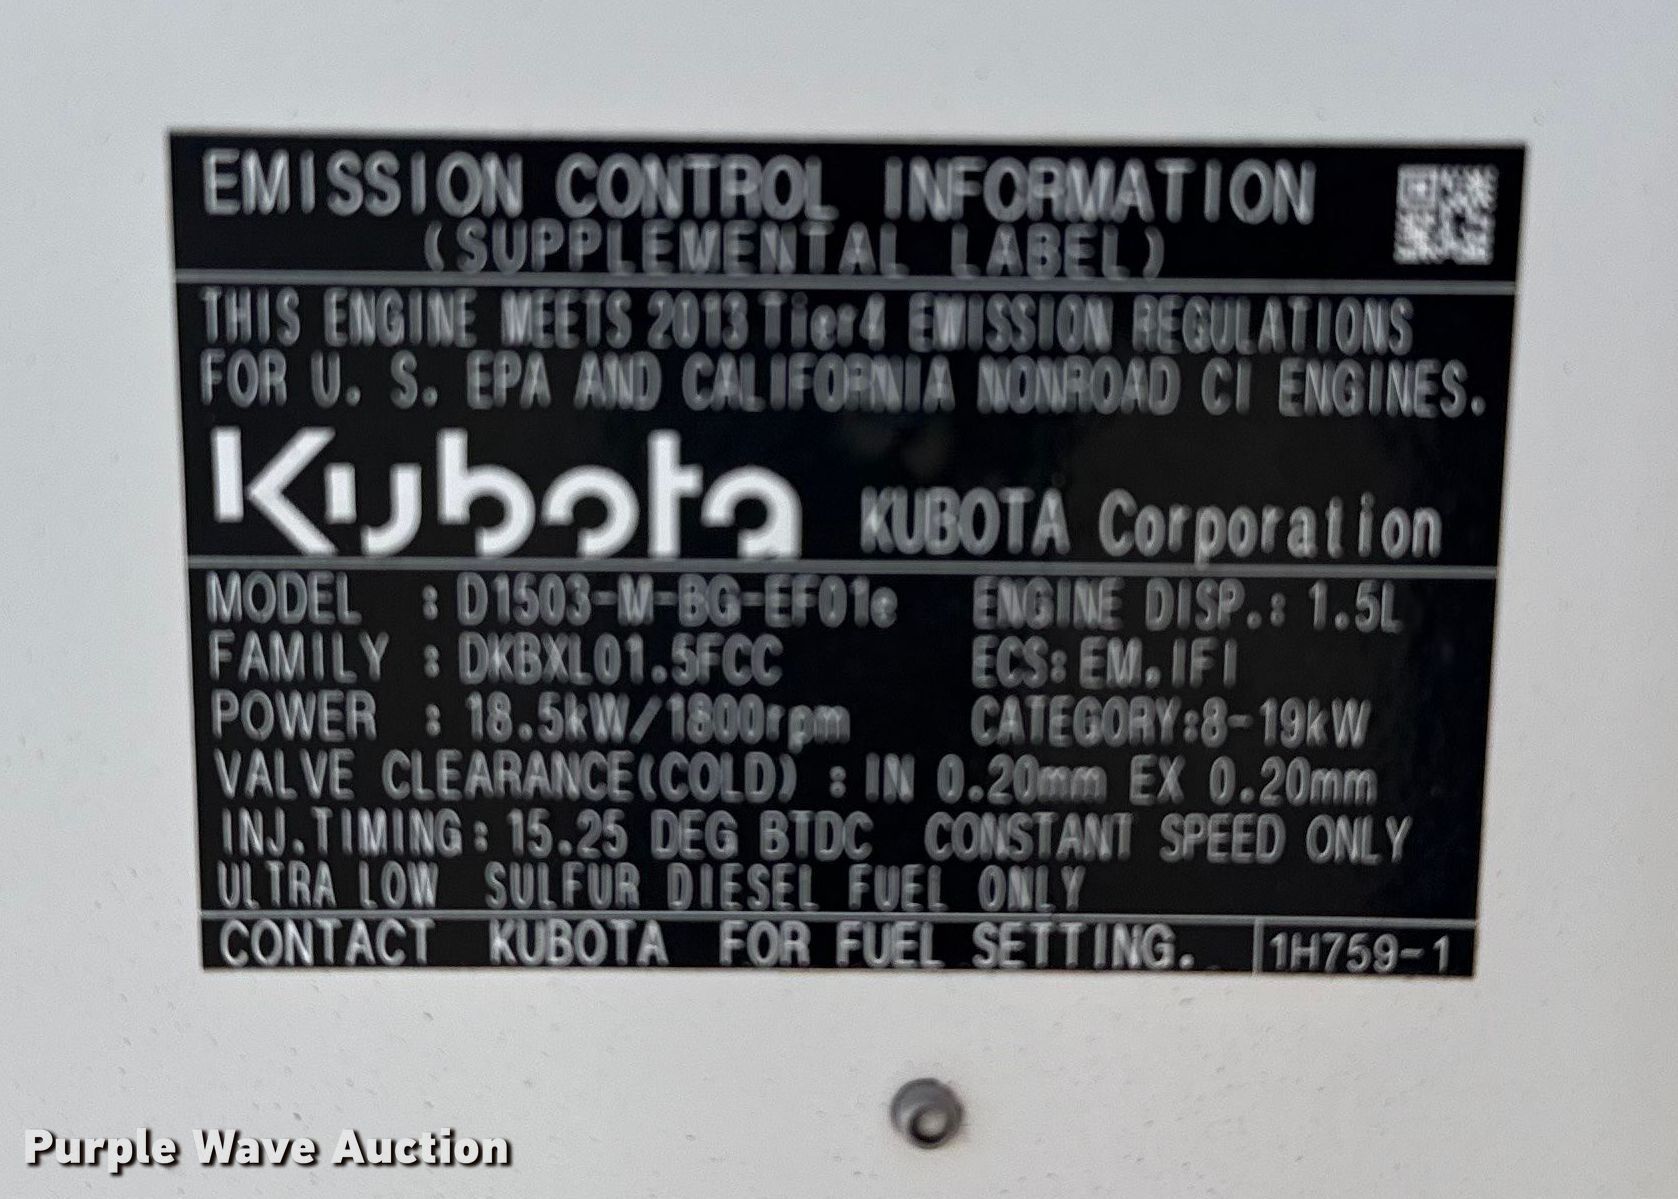 EMISSION CONTROL INFORMATION
(SUPPLEMENTAL LABEL)
THIS ENGINE MEETS 2013 Tier4 EMISSION REGULATIONS
FOR U. S. EPA AND CALIFORNIA NONROAD CI ENGINES.
Kubota KUBOTA Corporation
MODEL : D1503-M-BG-EF01e ENGINE DISP.: 1.5L
FAMILY : DKBXL01.5FCC ECS: EM.IFI
POWER : 18.5kW/1800rpm CATEGORY:8-19kW
VALVE CLEARANCE(COLD) : IN 0.20mm EX 0.20mm
INJ.TIMING: 15.25 DEG BTDC CONSTANT SPEED ONLY
ULTRA LOW SULFUR DIESEL FUEL ONLY
CONTACT KUBOTA FOR FUEL SETTING. 1H759-1
Purple Wave Auction